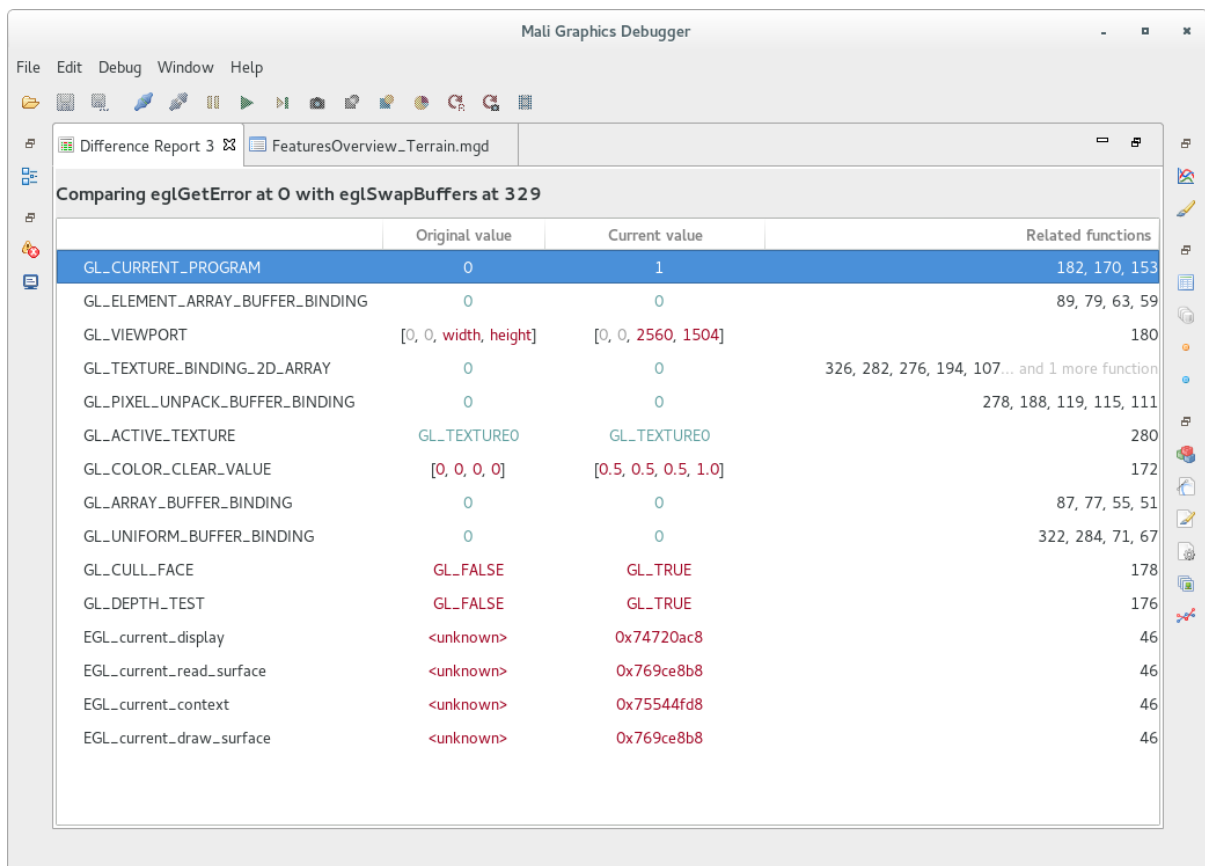 Mali Graphics Debugger
File Edit Debug Window Help
Difference Report 3 FeaturesOverview_Terrain.mgd
Comparing eglGetError at 0 with eglSwapBuffers at 329
Original value Current value Related functions
GL_CURRENT_PROGRAM 0 1 182, 170, 153
GL_ELEMENT_ARRAY_BUFFER_BINDING 0 0 89, 79, 63, 59
GL_VIEWPORT [0, 0, width, height] [0, 0, 2560, 1504] 180
GL_TEXTURE_BINDING_2D_ARRAY 0 0 326, 282, 276, 194, 107... and 1 more function
GL_PIXEL_UNPACK_BUFFER_BINDING 0 0 278, 188, 119, 115, 111
GL_ACTIVE_TEXTURE GL_TEXTURE0 GL_TEXTURE0 280
GL_COLOR_CLEAR_VALUE [0, 0, 0, 0] [0.5, 0.5, 0.5, 1.0] 172
GL_ARRAY_BUFFER_BINDING 0 0 87, 77, 55, 51
GL_UNIFORM_BUFFER_BINDING 0 0 322, 284, 71, 67
GL_CULL_FACE GL_FALSE GL_TRUE 178
GL_DEPTH_TEST GL_FALSE GL_TRUE 176
EGL_current_display <unknown> 0x74720ac8 46
EGL_current_read_surface <unknown> 0x769ce8b8 46
EGL_current_context <unknown> 0x75544fd8 46
EGL_current_draw_surface <unknown> 0x769ce8b8 46